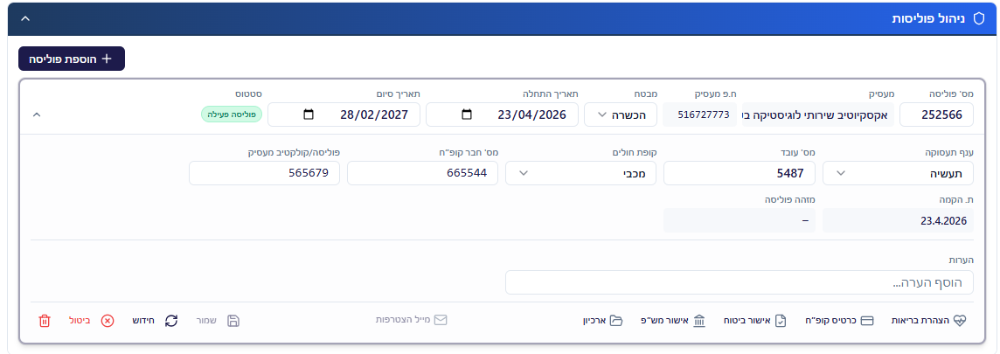 ניהול פוליסות
הוספת פוליסה
מס' פוליסה מעסיק ח.פ מעסיק מבטח תאריך התחלה תאריך סיום סטטוס
252566 אקסקיוטיב שירותי לוגיסטיקה 516727773 הכשרה 23/04/2026 28/02/2027 פוליסה פעילה
ענף תעסוקה מס' עובד קופת חולים מס' חבר קופ"ח פוליסה/קולקטיב מעסיק
תעשיה 5487 מכבי 665544 565679
ת. הקמה מזהה פוליסה
23.4.2026 –
הערות
הוסף הערה...
הצהרת בריאות כרטיס קופ"ח אישור ביטוח אישור מש"פ ארכיון מייל הצטרפות שמור חידוש ביטול